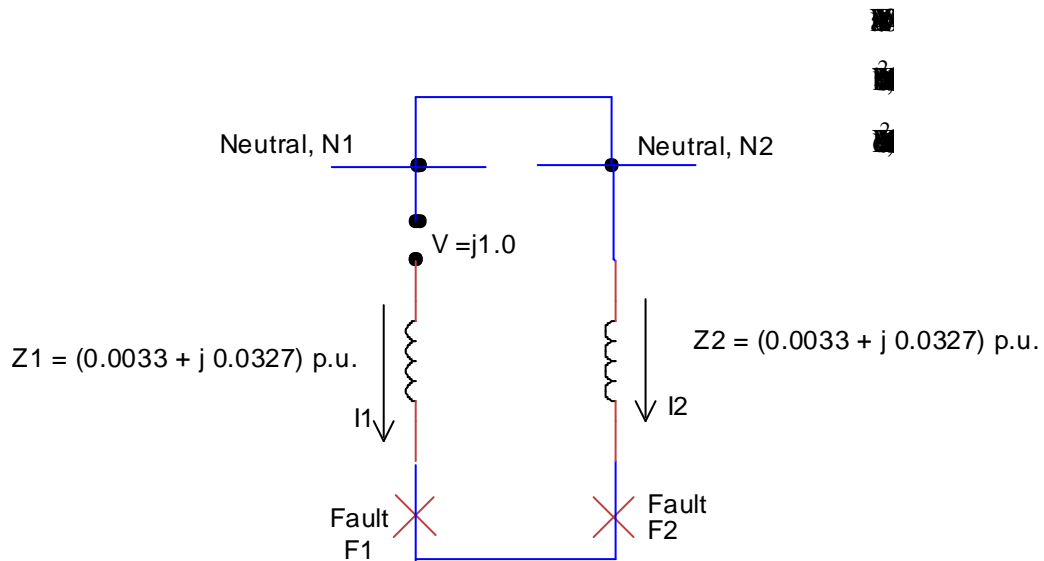 Neutral, N1
Neutral, N2
V =j1.0
Z1 = (0.0033 + j 0.0327) p.u.
Z2 = (0.0033 + j 0.0327) p.u.
I1
I2
Fault
F1
Fault
F2